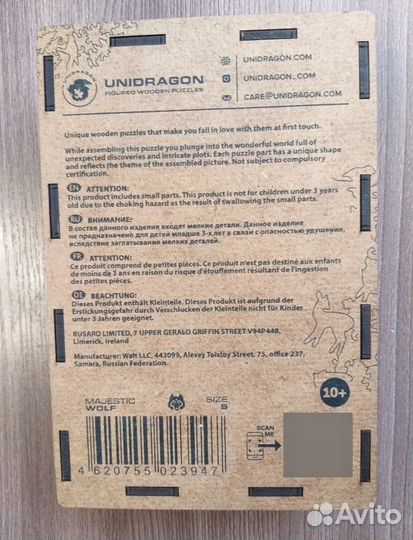 UNIDRAGON
UNIDRAGON
FIGURED WOODEN PUZZLES
UNIDRAGON.COM
UNIDRAGON_COM
CARE@UNIDRAGON.COM
Unique wooden puzzles that make you fall in love with them at first touch.
While assembling this puzzle you plunge into the wonderful world full of
unexpected discoveries and intricate plots. Each puzzle part has a unique shape
and reflects the theme of the assembled picture. Not subject to compulsory
certification.
EN ATTENTION:
This product includes small parts. This product is not for children under 3 years
old due to the choking hazard as the result of swallowing the small parts.
RU ВНИМАНИЕ:
В состав данного изделия входят мелкие детали. Данное изделие
не предназначено для детей младше 3-х лет в связи с опасностью удушения,
вследствие заглатывания мелких деталей.
FR ATTENTION:
Ce produit comprend de petites pièces. Ce produit n'est pas destiné aux enfants
de moins de 3 ans en raison du risque d'étouffement résultant de l'ingestion
des petites pièces.
DE BEACHTUNG:
Dieses Produkt enthält Kleinteile. Dieses Produkt ist aufgrund der
Erstickungsgefahr durch Verschlucken der Kleinteile nicht für Kinder
unter 3 Jahren geeignet.
RUSARD LIMITED, 7 UPPER GERALD GRIFFIN STREET V94P44B,
Limerick, Ireland
Manufacturer: Walt LLC, 443099, Alexey Tolstoy Street, 75, office 237,
Samara, Russian Federation.
MAJESTIC
WOLF
SIZE
S
10+
SCAN
ME
4 620755 023947
Avito